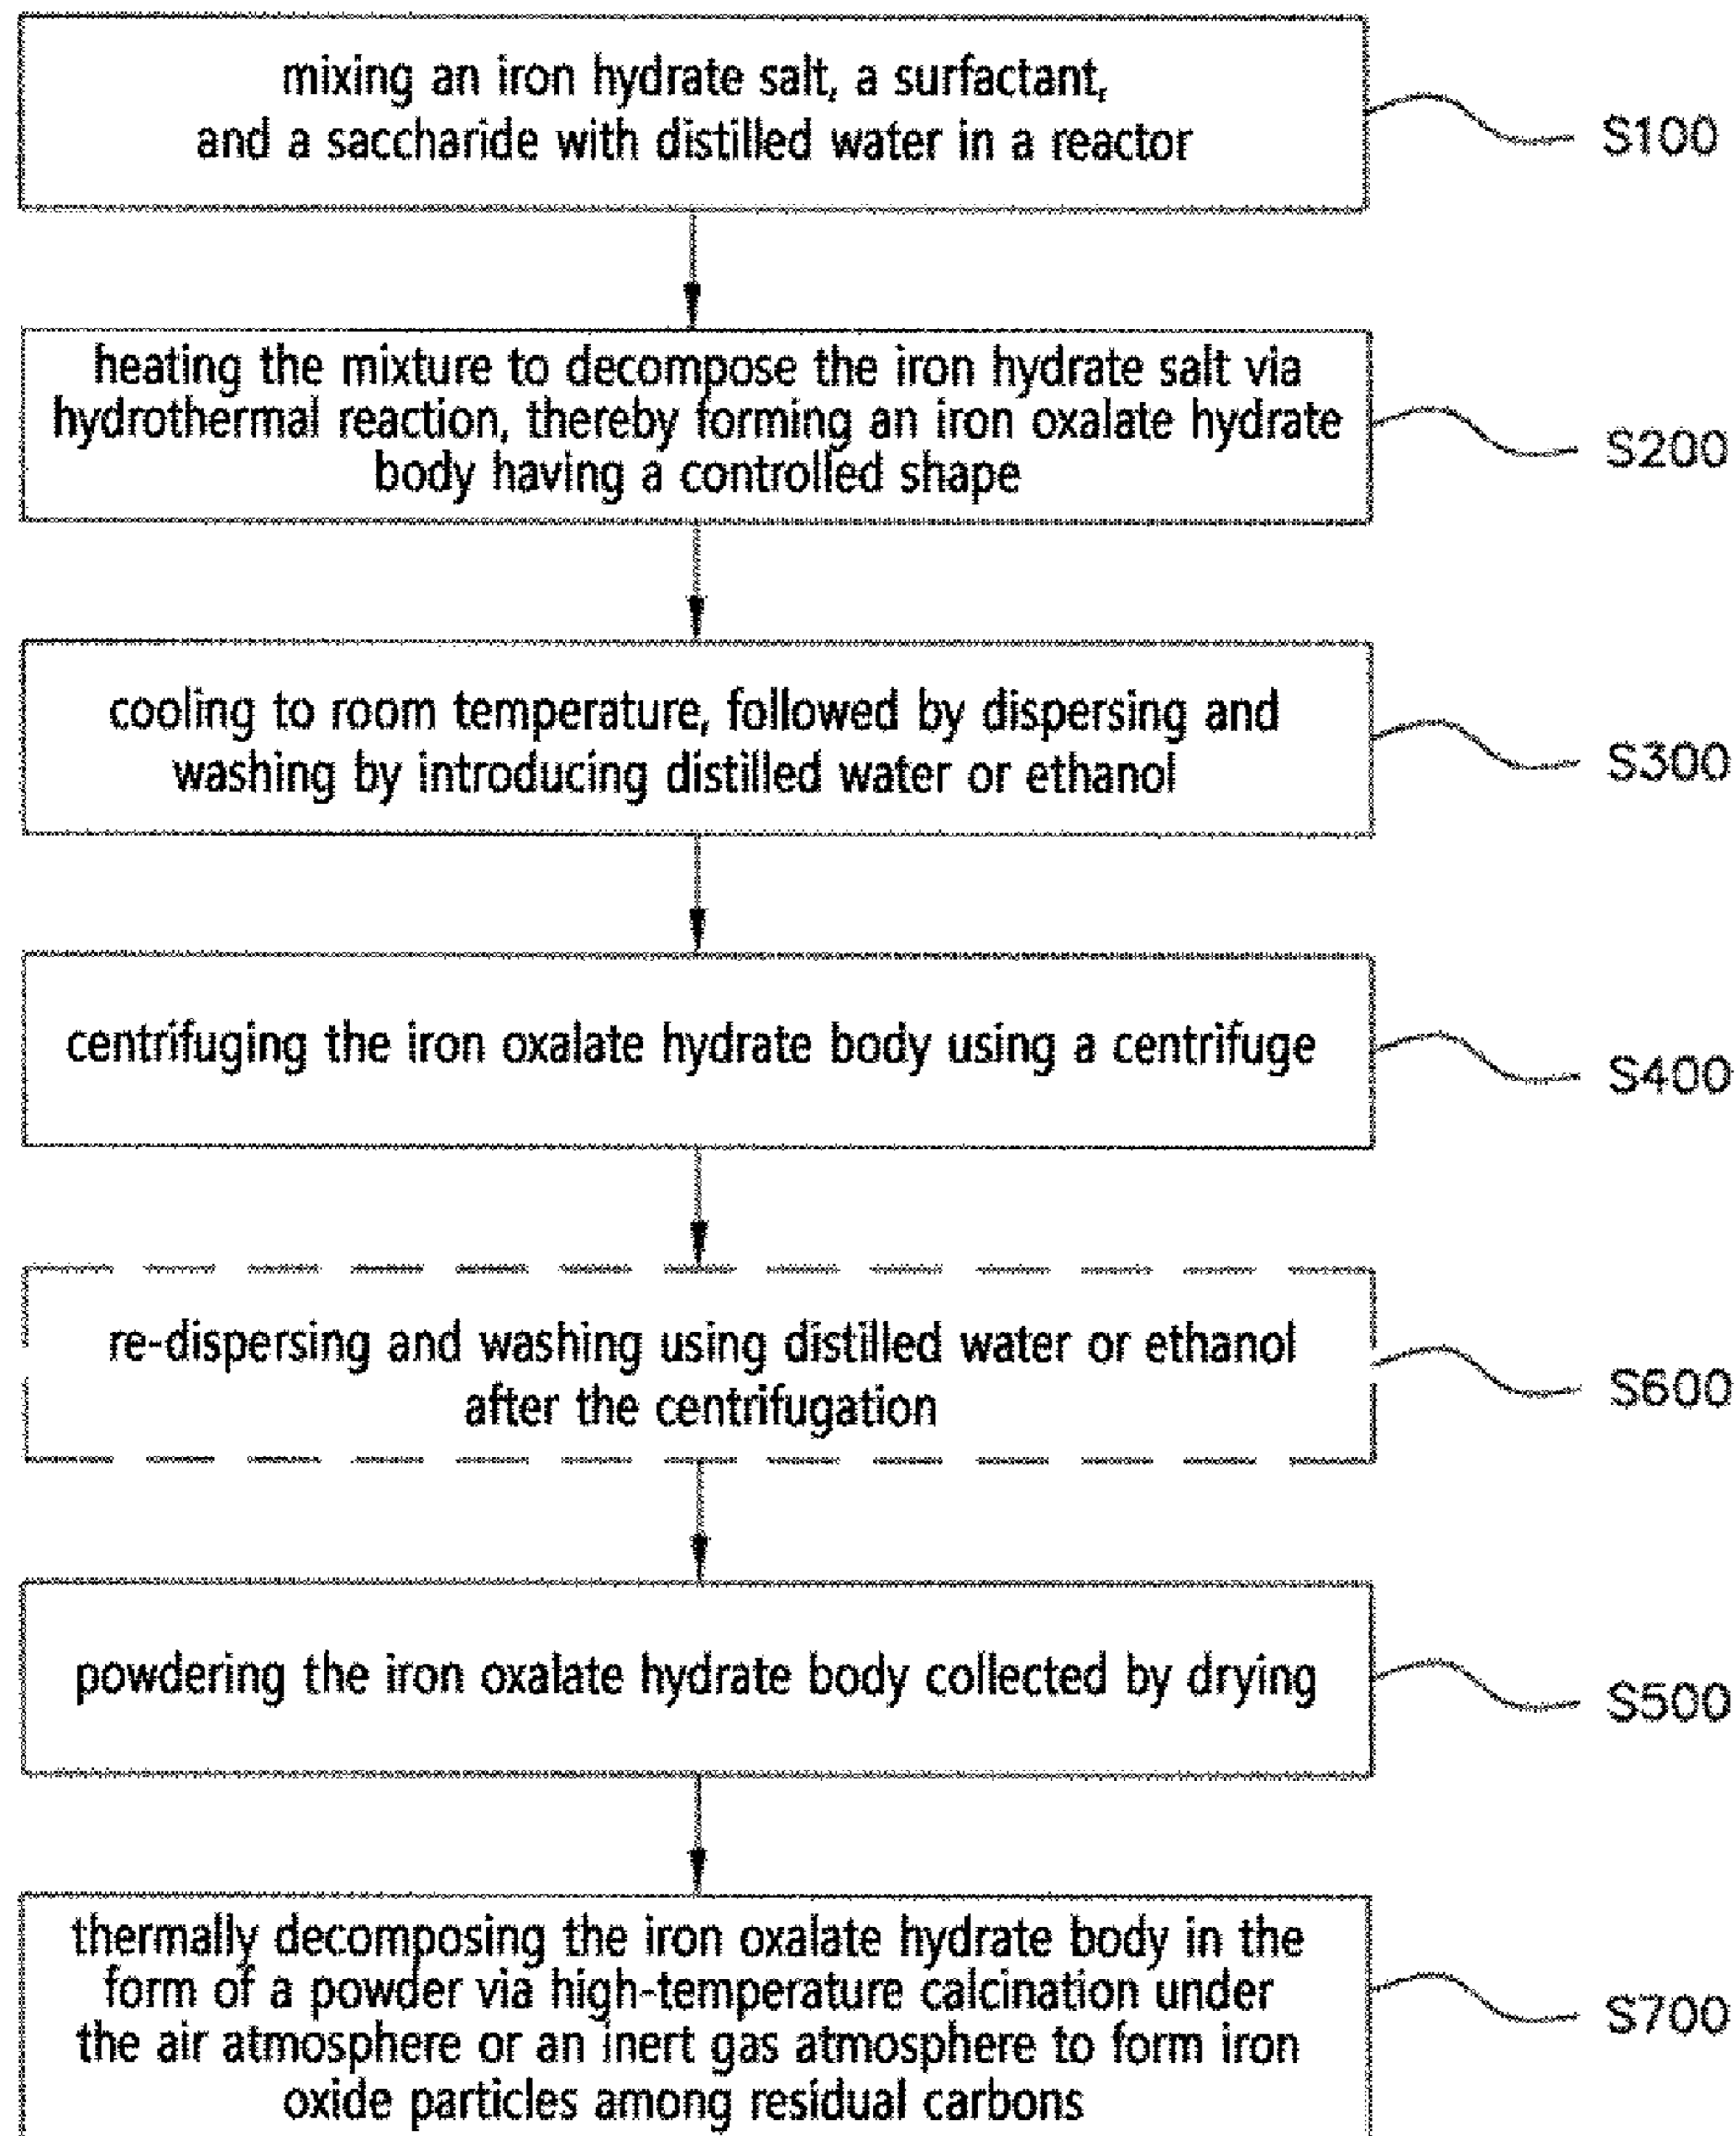 mixing an iron hydrate salt, a surfactant,
and a saccharide with distilled water in a reactor
S100
heating the mixture to decompose the iron hydrate salt via
hydrothermal reaction, thereby forming an iron oxalate hydrate
body having a controlled shape
S200
cooling to room temperature, followed by dispersing and
washing by introducing distilled water or ethanol
S300
centrifuging the iron oxalate hydrate body using a centrifuge
S400
re-dispersing and washing using distilled water or ethanol
after the centrifugation
S600
powdering the iron oxalate hydrate body collected by drying
S500
thermally decomposing the iron oxalate hydrate body in the
form of a powder via high-temperature calcination under
the air atmosphere or an inert gas atmosphere to form iron
oxide particles among residual carbons
S700